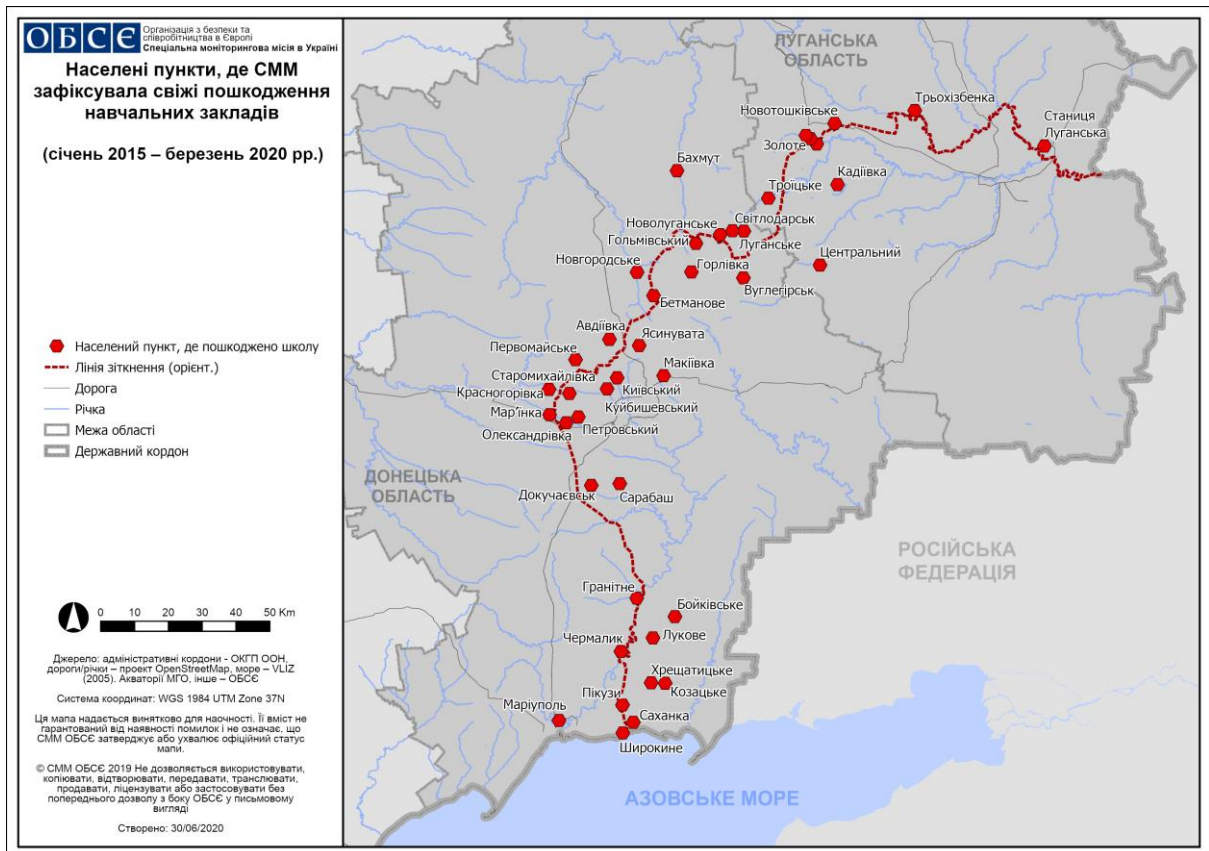 ОБСЄ
Організація з безпеки та
співробітництва в Європі
Спеціальна моніторингова місія в Україні
Населені пункти, де СММ
зафіксувала свіжі пошкодження
навчальних закладів
(січень 2015 – березень 2020 рр.)
Населений пункт, де пошкоджено школу
Лінія зіткнення (орієнт.)
Дорога
Річка
Межа області
Державний кордон
0 10 20 30 40 50 Km
Джерело: адміністративні кордони - ОКГП ООН,
дороги/річки – проект OpenStreetMap, море – VLIZ
(2005). Акваторії МГО, інше – ОБСЄ
Система координат: WGS 1984 UTM Zone 37N
Ця мапа надається винятково для наочності. Її вміст не
гарантований від наявності помилок і не означає, що
СММ ОБСЄ затверджує або ухвалює офіційний статус
мапи.
© СММ ОБСЄ 2019 Не дозволяється використовувати,
копіювати, відтворювати, передавати, транслювати,
продавати, ліцензувати або застосовувати без
попереднього дозволу з боку ОБСЄ у письмовому
вигляді
Створено: 30/06/2020
ЛУГАНСЬКА
ОБЛАСТЬ
Трьохізбенка
Новотошківське
Станиця
Луганська
Золоте
Бахмут
Кадіївка
Троїцьке
Новолуганське
Світлодарськ
Гольмівський
Луганське
Центральний
Новгородське
Горлівка
Вуглегірськ
Бетманове
Авдіївка
Ясинувата
Первомайське
Макіївка
Старомихайлівка
Красногорівка
Київський
Мар'їнка
Куйбишевський
Петровський
Олександрівка
ДОНЕЦЬКА
ОБЛАСТЬ
Докучаєвськ
Сарабаш
РОСІЙСЬКА
ФЕДЕРАЦІЯ
Гранітне
Бойківське
Чермалик
Лукове
Хрещатицьке
Пікузи
Козацьке
Маріуполь
Саханка
Широкине
АЗОВСЬКЕ МОРЕ